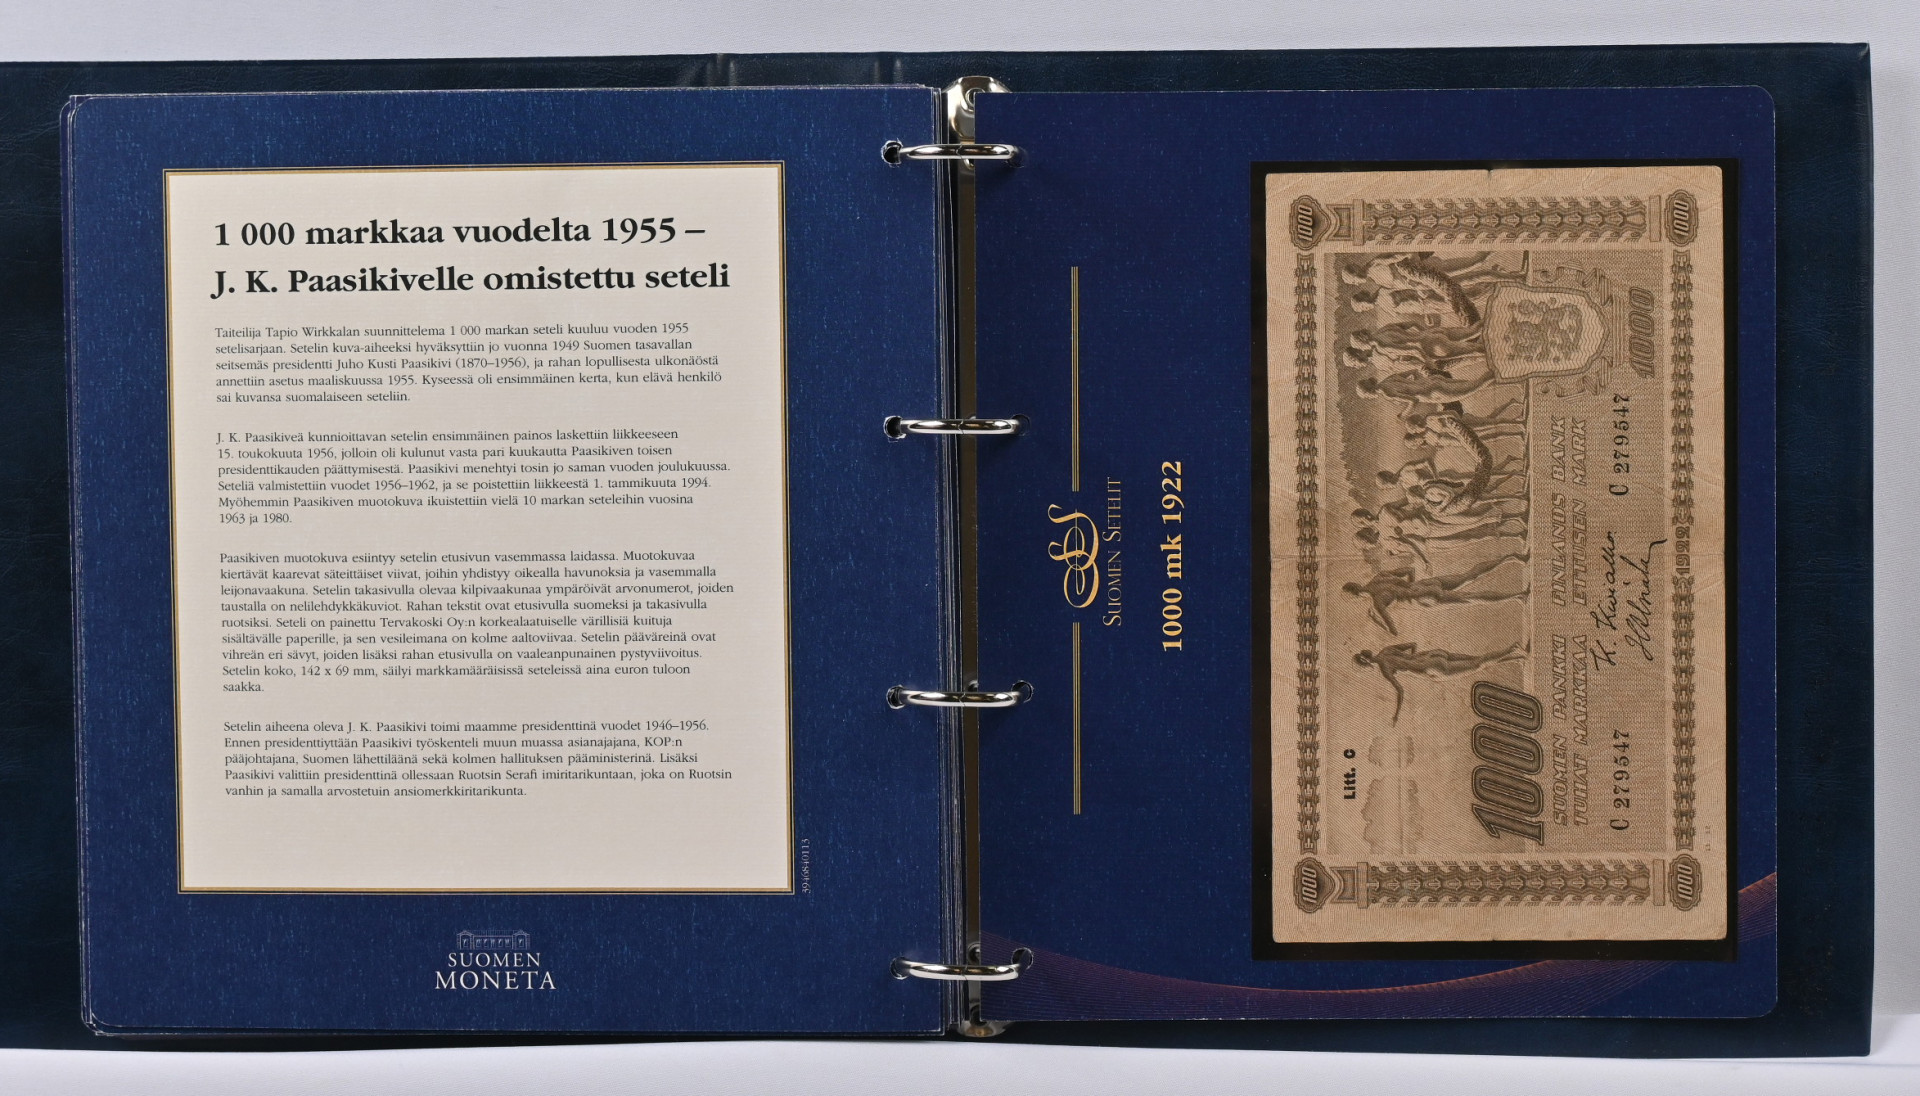 1 000 markkaa vuodelta 1955 –
J. K. Paasikivelle omistettu seteli
Taiteilija Tapio Wirkkalan suunnittelema 1 000 markan seteli kuuluu vuoden 1955
setelisarjaan. Setelin kuva-aiheeksi hyväksyttiin jo vuonna 1949 Suomen tasavallan
seitsemäs presidentti Juho Kusti Paasikivi (1870–1956), ja rahan lopullisesta ulkonäöstä
annettiin asetus maaliskuussa 1955. Kyseessä oli ensimmäinen kerta, kun elävä henkilö
sai kuvansa suomalaiseen seteliin.
J. K. Paasikiveä kunnioittavan setelin ensimmäinen painos laskettiin liikkeeseen
15. toukokuuta 1956, jolloin oli kulunut vasta pari kuukautta Paasikiven toisen
presidenttikauden päättymisestä. Paasikivi menehtyi tosin jo saman vuoden joulukuussa.
Seteliä valmistettiin vuodet 1956–1962, ja se poistettiin liikkeestä 1. tammikuuta 1994.
Myöhemmin Paasikiven muotokuva ikuistettiin vielä 10 markan seteleihin vuosina
1963 ja 1980.
Paasikiven muotokuva esiintyy setelin etusivun vasemmassa laidassa. Muotokuvaa
kiertävät kaarevat säteittäiset viivat, joihin yhdistyy oikealla havunoksia ja vasemmalla
leijonavaakuna. Setelin takasivulla olevaa kilpivaakunaa ympäröivät arvonumerot, joiden
taustalla on nelilehdykkäkuviot. Rahan tekstit ovat etusivulla suomeksi ja takasivulla
ruotsiksi. Seteli on painettu Tervakoski Oy:n korkealaatuiselle värillisiä kuituja
sisältävälle paperille, ja sen vesileimana on kolme aaltoviivaa. Setelin pääväreinä ovat
vihreän eri sävyt, joiden lisäksi rahan etusivulla on vaaleanpunainen pystyviivoitus.
Setelin koko, 142 x 69 mm, säilyi markkamääräisissä seteleissä aina euron tuloon
saakka.
Setelin aiheena oleva J. K. Paasikivi toimi maamme presidenttinä vuodet 1946–1956.
Ennen presidenttiyttään Paasikivi työskenteli muun muassa asianajajana, KOP:n
pääjohtajana, Suomen lähettiläänä sekä kolmen hallituksen pääministerinä. Lisäksi
Paasikivi valittiin presidenttinä ollessaan Ruotsin Serafiimiritarikuntaan, joka on Ruotsin
vanhin ja samalla arvostetuin ansiomerkkiritarikunta.
3946840113
SUOMEN
MONETA
SUOMEN SETELIT
1000 mk 1922
1000
1000
Litt. C
1000
1000
SUOMEN PANKKI FINLANDS BANK
TUHAT MARKKAA ETTUSEN MARK
C 279547
C 279547
1922
1000
1000